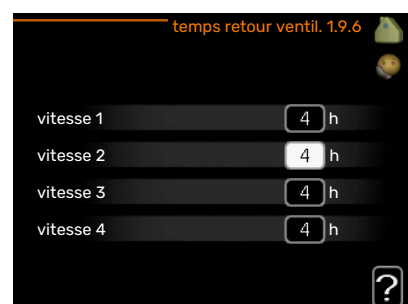 temps retour ventil. 1.9.6
vitesse 1 4 h
vitesse 2 4 h
vitesse 3 4 h
vitesse 4 4 h
?